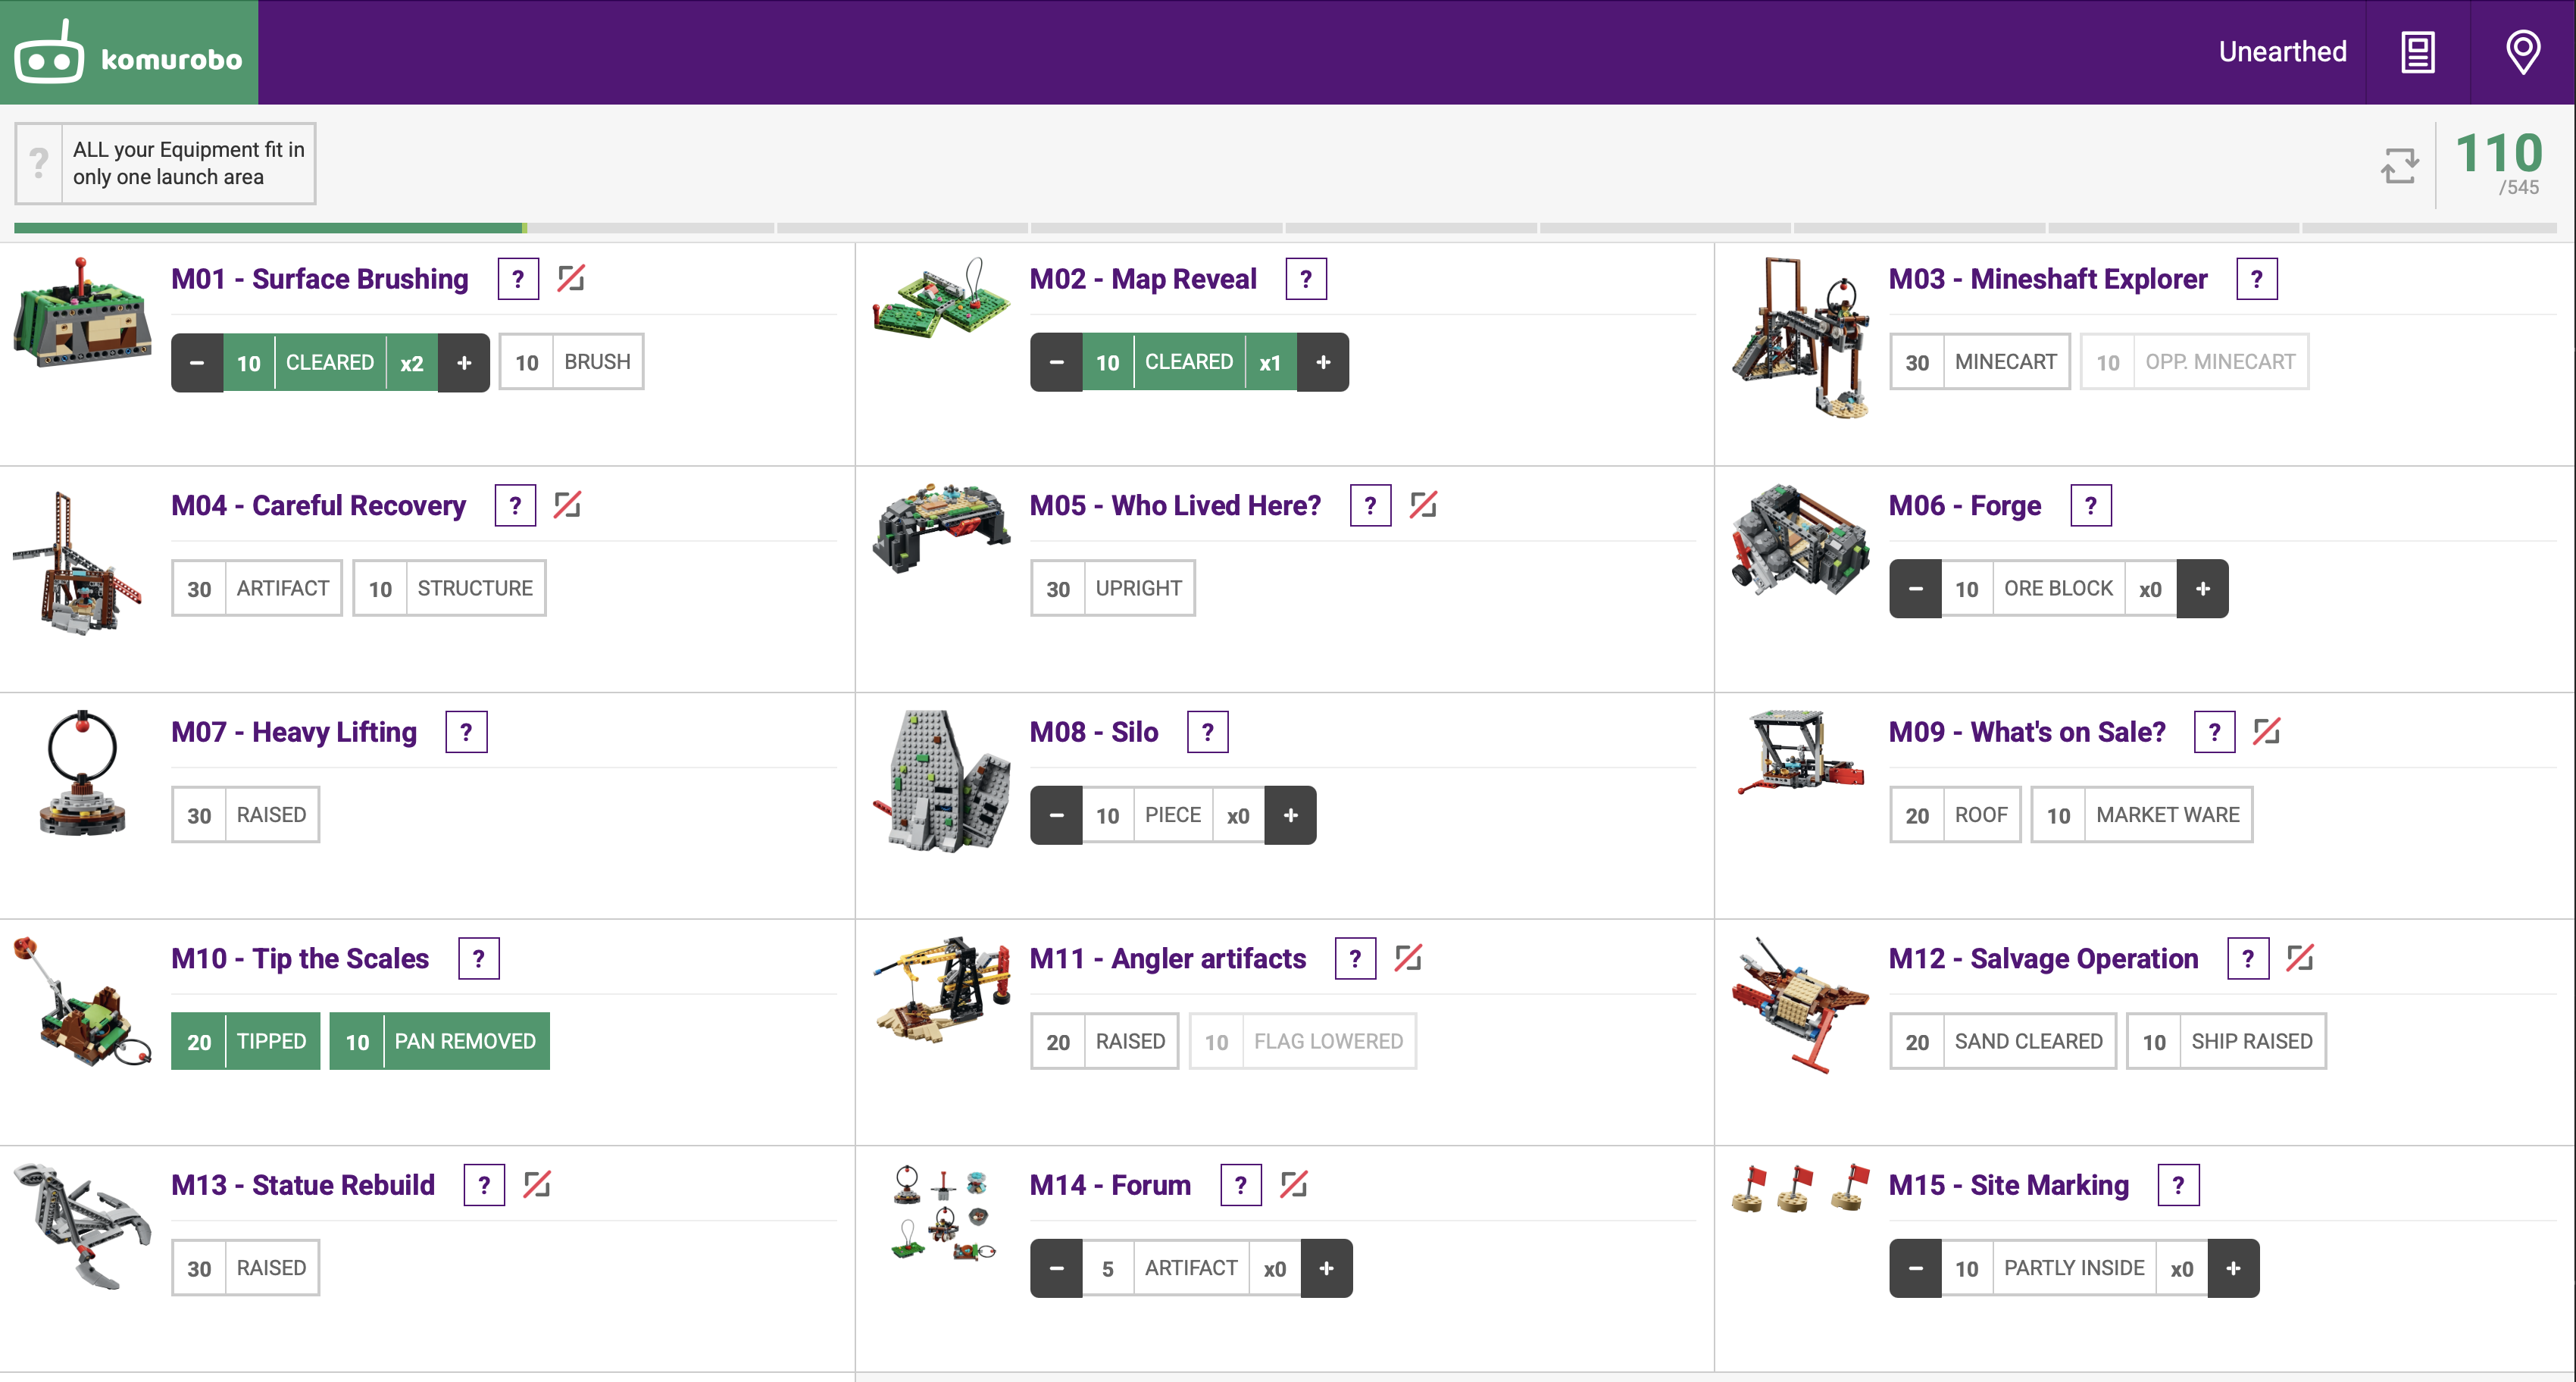 komurobo
Unearthed
? ALL your Equipment fit in
only one launch area
110
/545
M01 - Surface Brushing ?
- 10 CLEARED x2 + 10 BRUSH
M02 - Map Reveal ?
- 10 CLEARED x1 +
M03 - Mineshaft Explorer ?
30 MINECART 10 OPP. MINECART
M04 - Careful Recovery ?
30 ARTIFACT 10 STRUCTURE
M05 - Who Lived Here? ?
30 UPRIGHT
M06 - Forge ?
- 10 ORE BLOCK x0 +
M07 - Heavy Lifting ?
30 RAISED
M08 - Silo ?
- 10 PIECE x0 +
M09 - What's on Sale? ?
20 ROOF 10 MARKET WARE
M10 - Tip the Scales ?
20 TIPPED 10 PAN REMOVED
M11 - Angler artifacts ?
20 RAISED 10 FLAG LOWERED
M12 - Salvage Operation ?
20 SAND CLEARED 10 SHIP RAISED
M13 - Statue Rebuild ?
30 RAISED
M14 - Forum ?
- 5 ARTIFACT x0 +
M15 - Site Marking ?
- 10 PARTLY INSIDE x0 +